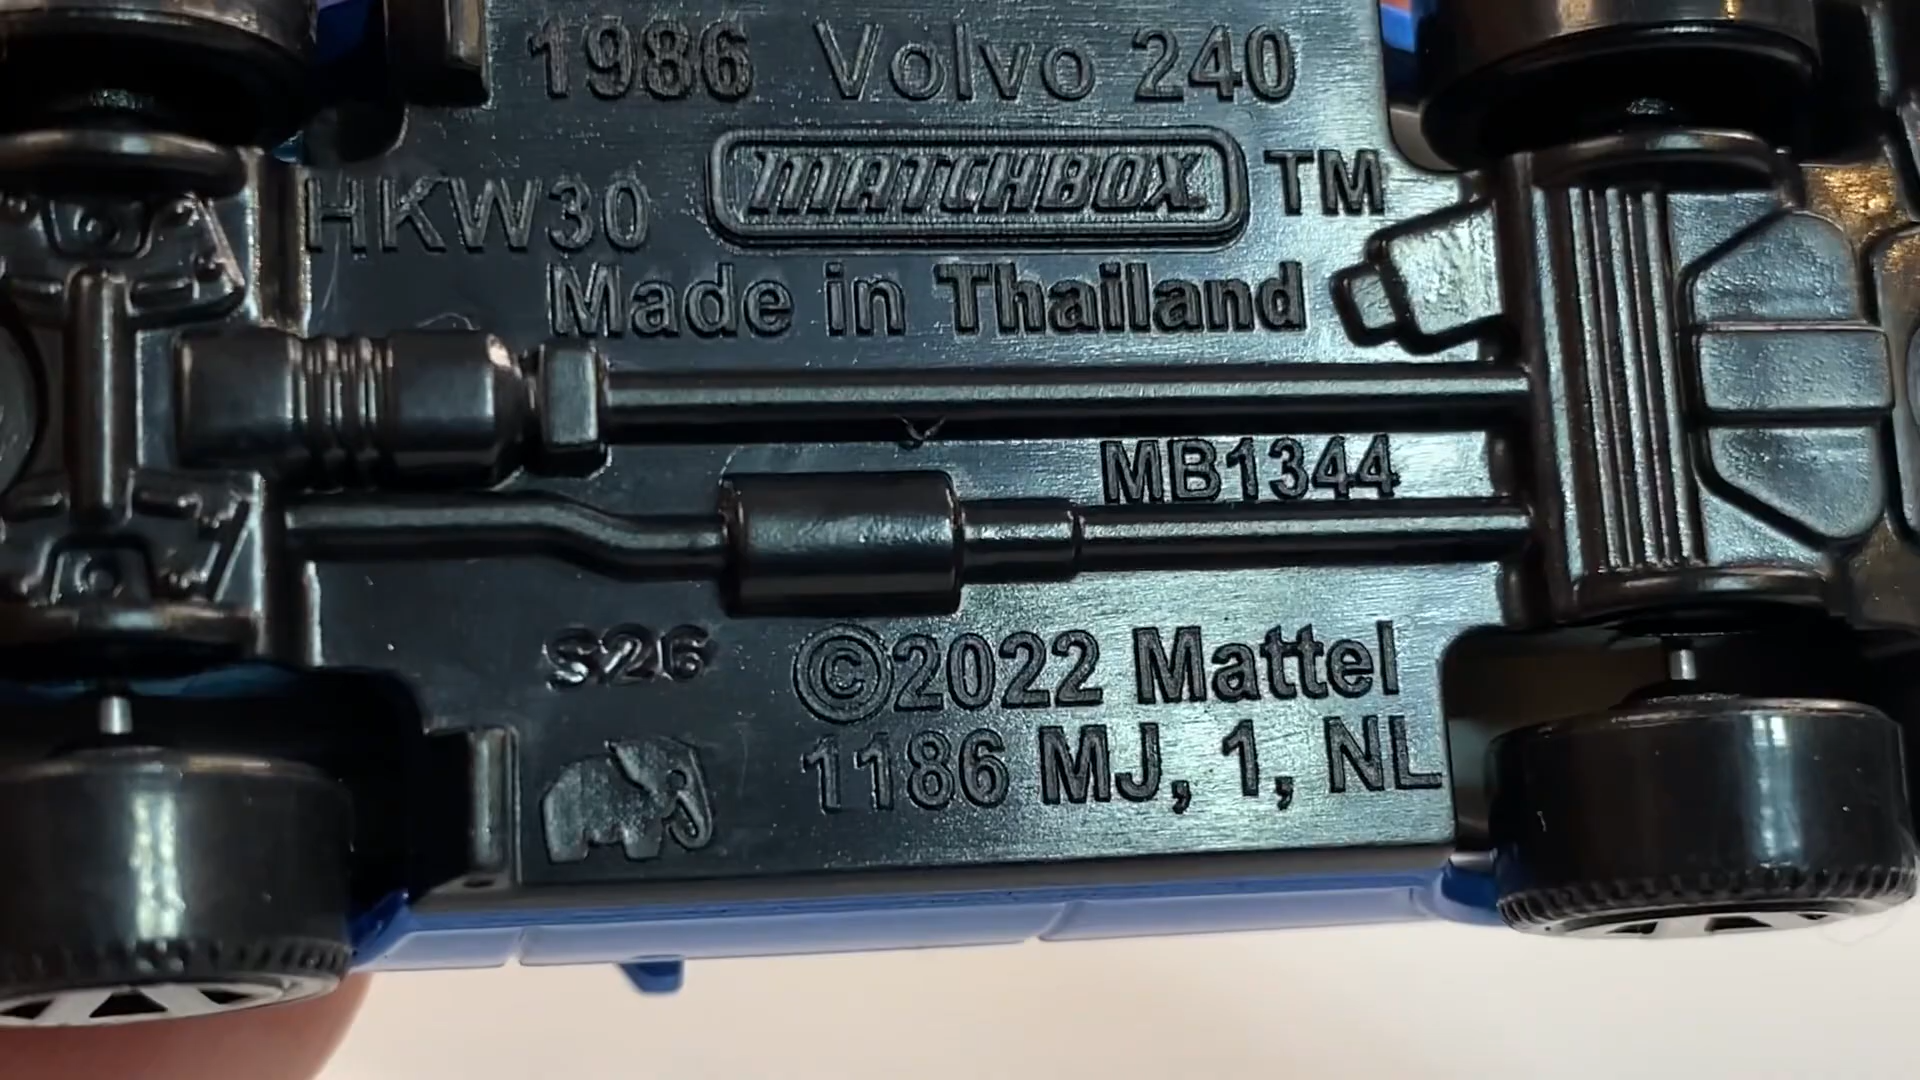 1986 Volvo 240
HKW30 MATCHBOX TM
Made in Thailand
MB1344
S26 ©2022 Mattel
1186 MJ, 1, NL